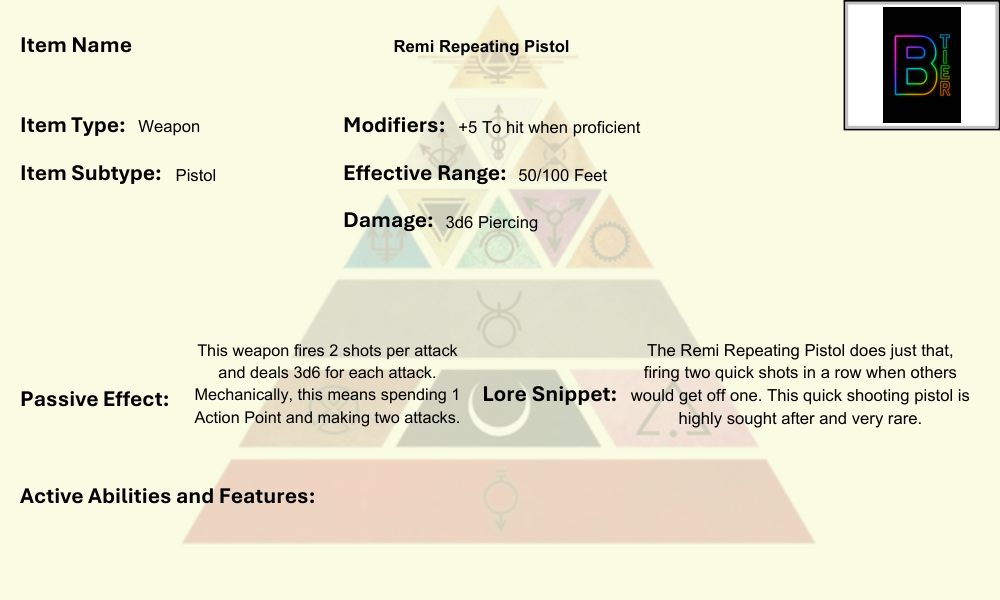 Item Name
Remi Repeating Pistol
B TIER
Item Type: Weapon
Modifiers: +5 To hit when proficient
Item Subtype: Pistol
Effective Range: 50/100 Feet
Damage: 3d6 Piercing
Passive Effect:
This weapon fires 2 shots per attack
and deals 3d6 for each attack.
Mechanically, this means spending 1
Action Point and making two attacks.
Lore Snippet:
The Remi Repeating Pistol does just that,
firing two quick shots in a row when others
would get off one. This quick shooting pistol is
highly sought after and very rare.
Active Abilities and Features: